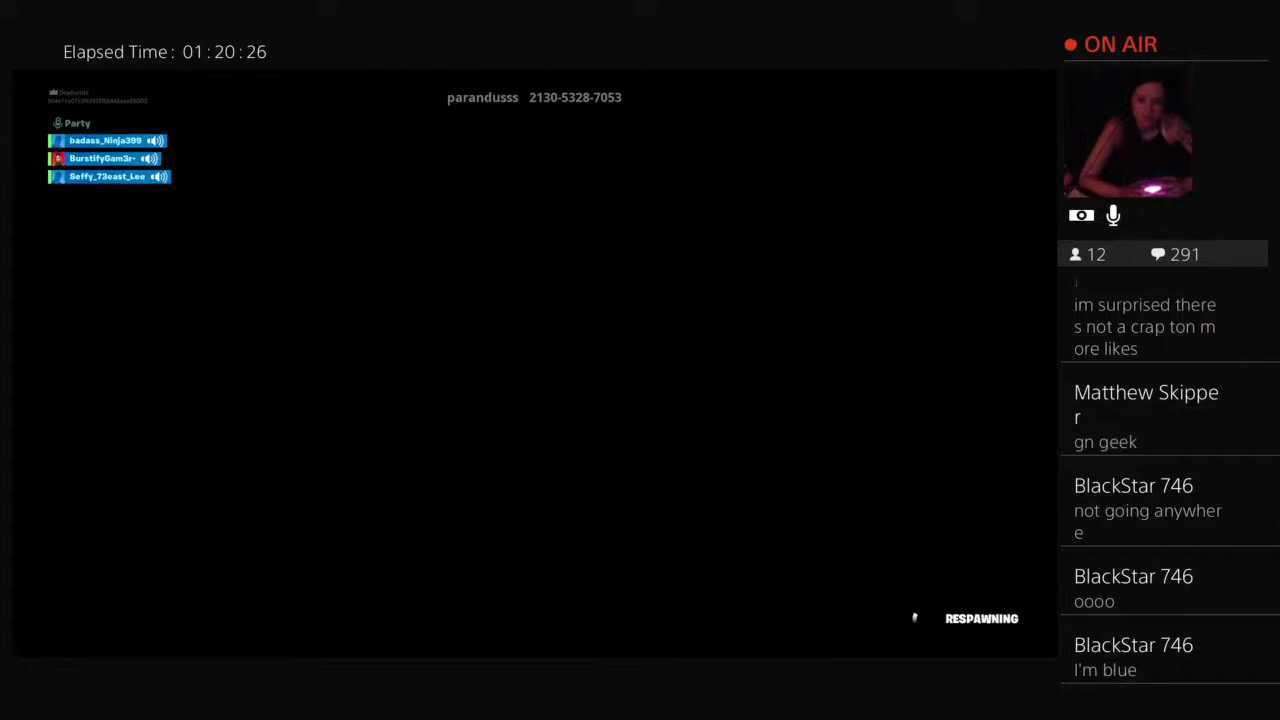 Elapsed Time: 01:20:26
ON AIR
parandusss 2130-5328-7053
Party
badass_Ninja399
BurstifyGam3r-
Seffy_73east_Lee
12 291
im surprised there
s not a crap ton m
ore likes
Matthew Skippe
r
gn geek
BlackStar 746
not going anywher
e
BlackStar 746
oooo
BlackStar 746
I'm blue
RESPAWNING